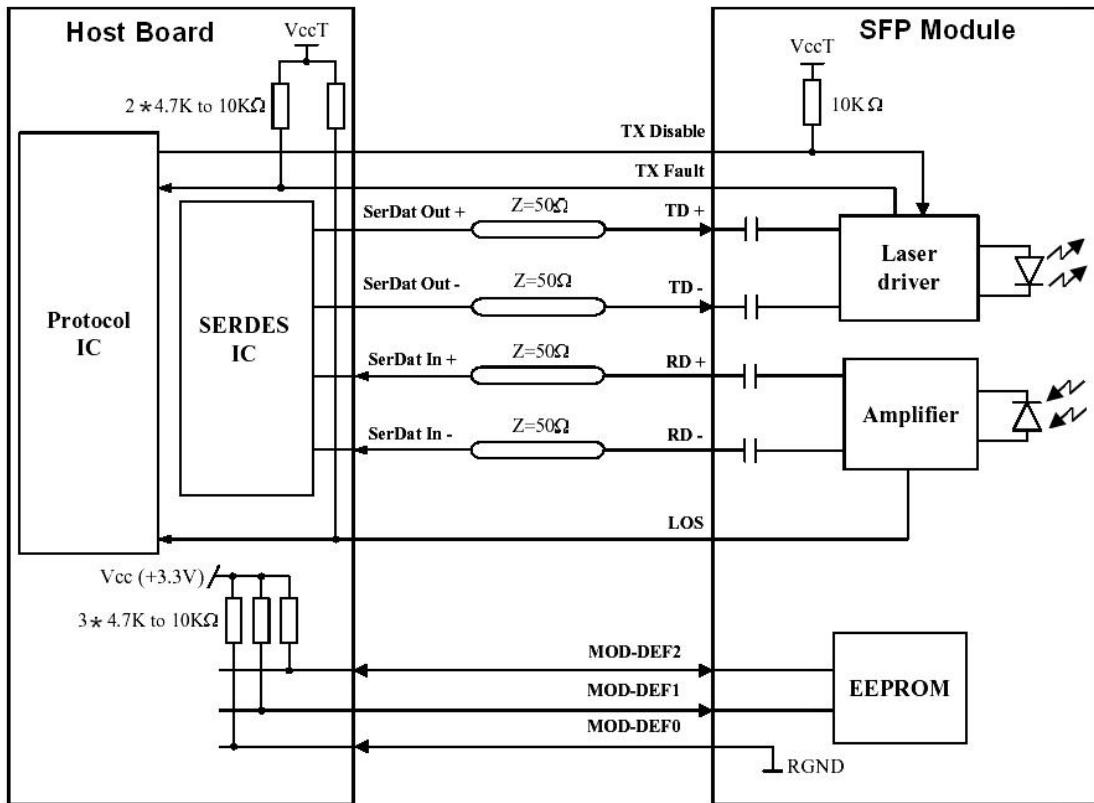 Host Board
SFP Module
VccT
VccT
2*4.7K to 10KΩ
10KΩ
TX Disable
TX Fault
SerDat Out +
Z=50Ω
TD +
Laser
driver
SerDat Out -
Z=50Ω
TD -
Protocol
IC
SERDES
IC
SerDat In +
Z=50Ω
RD +
Amplifier
SerDat In -
Z=50Ω
RD -
LOS
Vcc (+3.3V)
3*4.7K to 10KΩ
MOD-DEF2
EEPROM
MOD-DEF1
MOD-DEF0
RGND